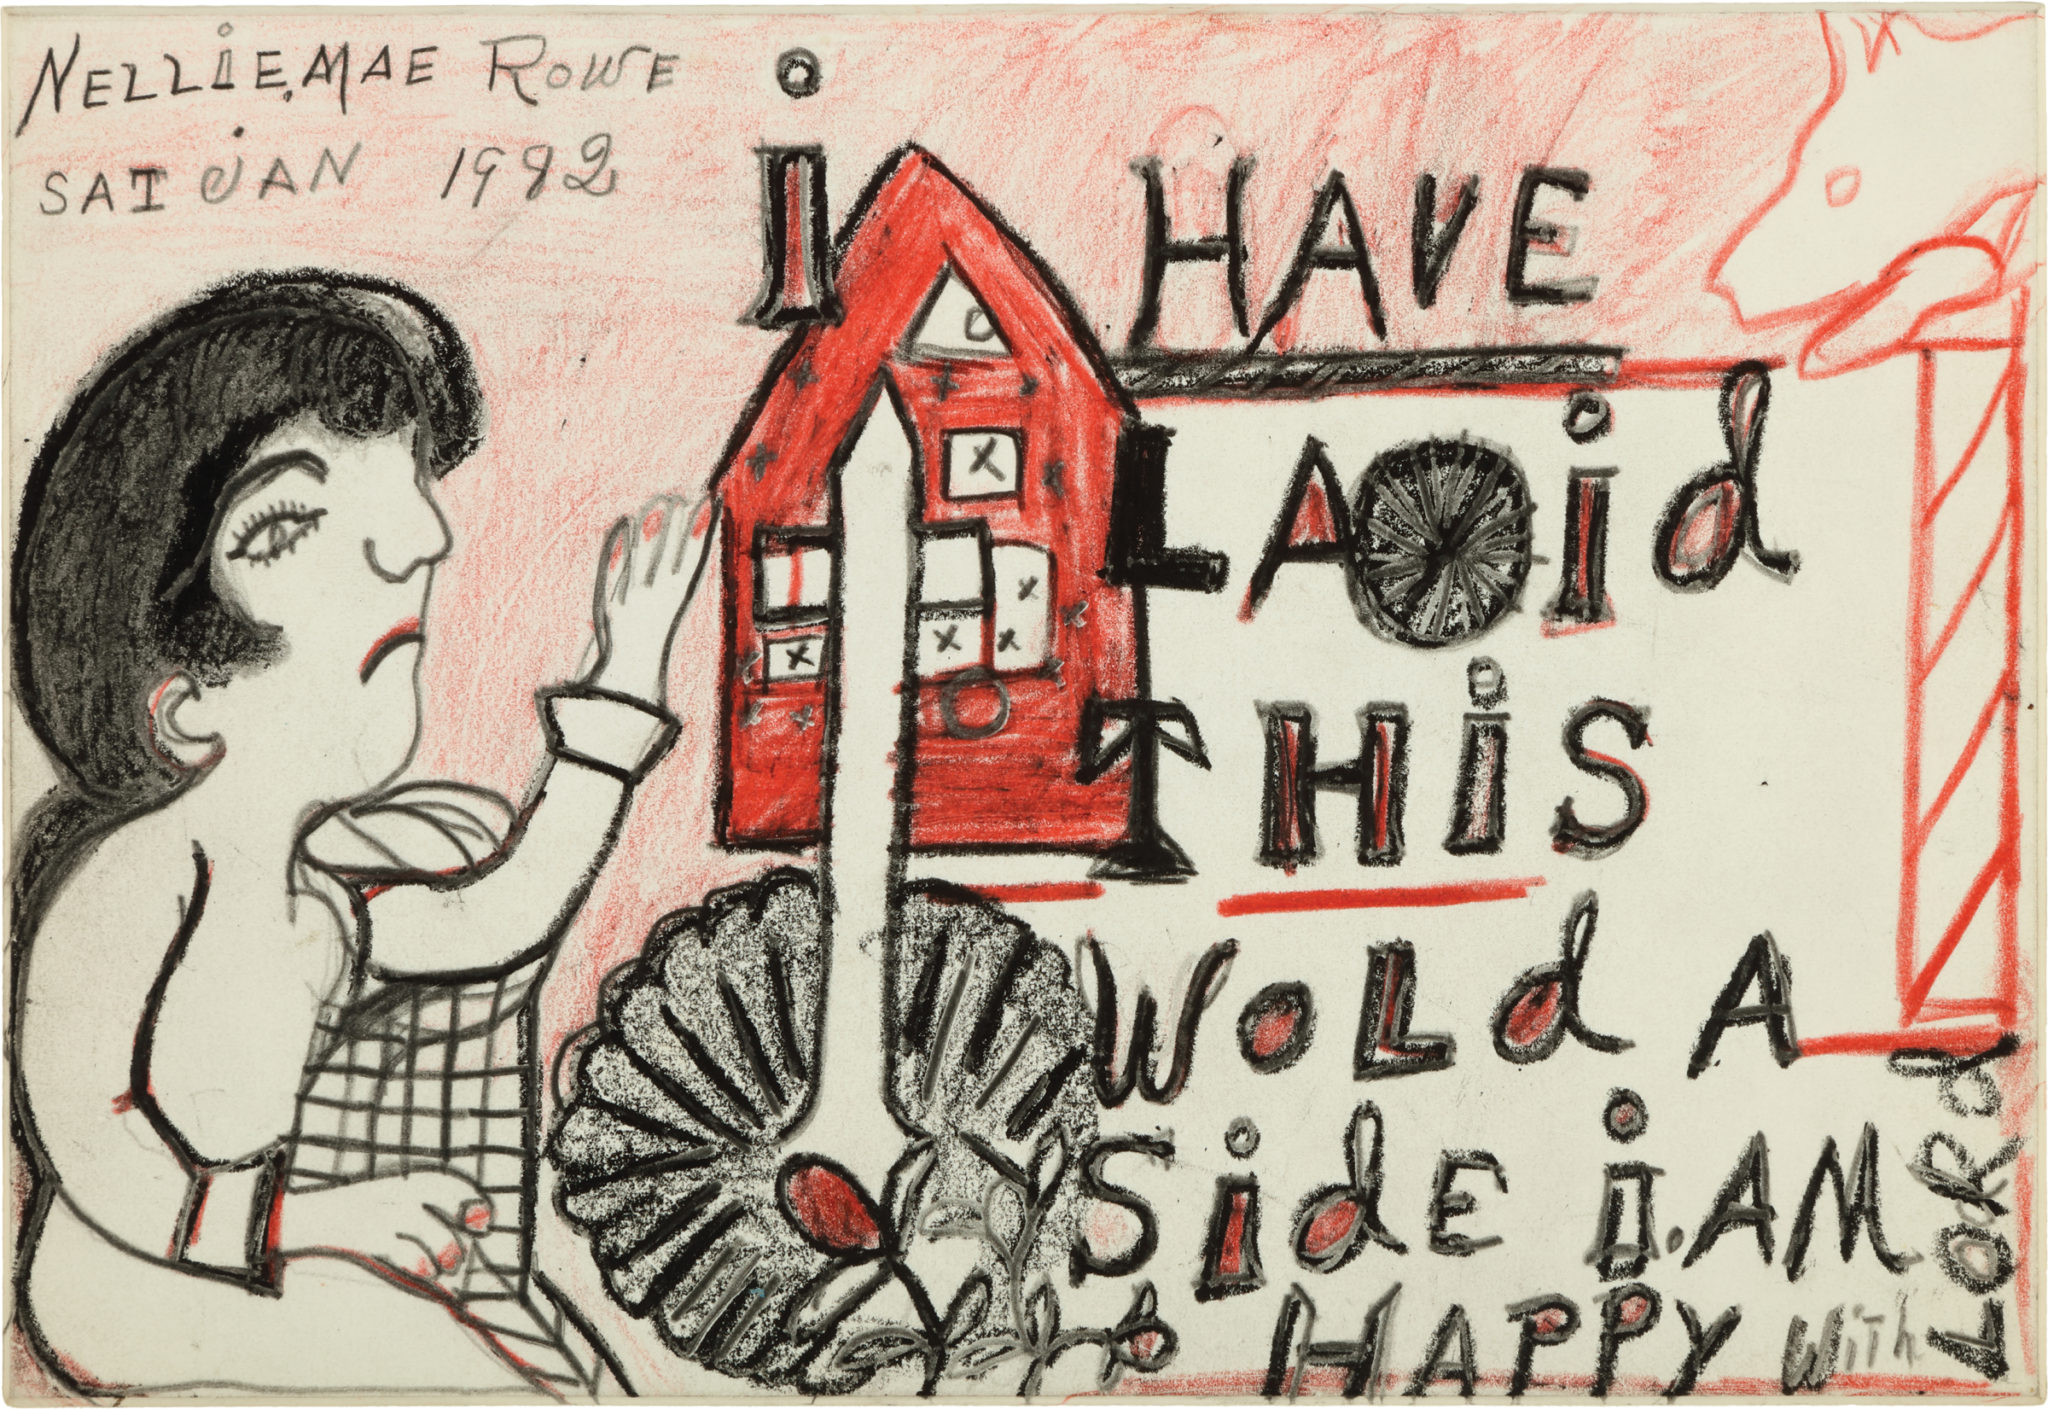 NELLiE.MAE ROWE
SAT JAN 1982
i HAVE
LAid
THiS
WOLd A
SidE i.AM
HAPPY With
LORd